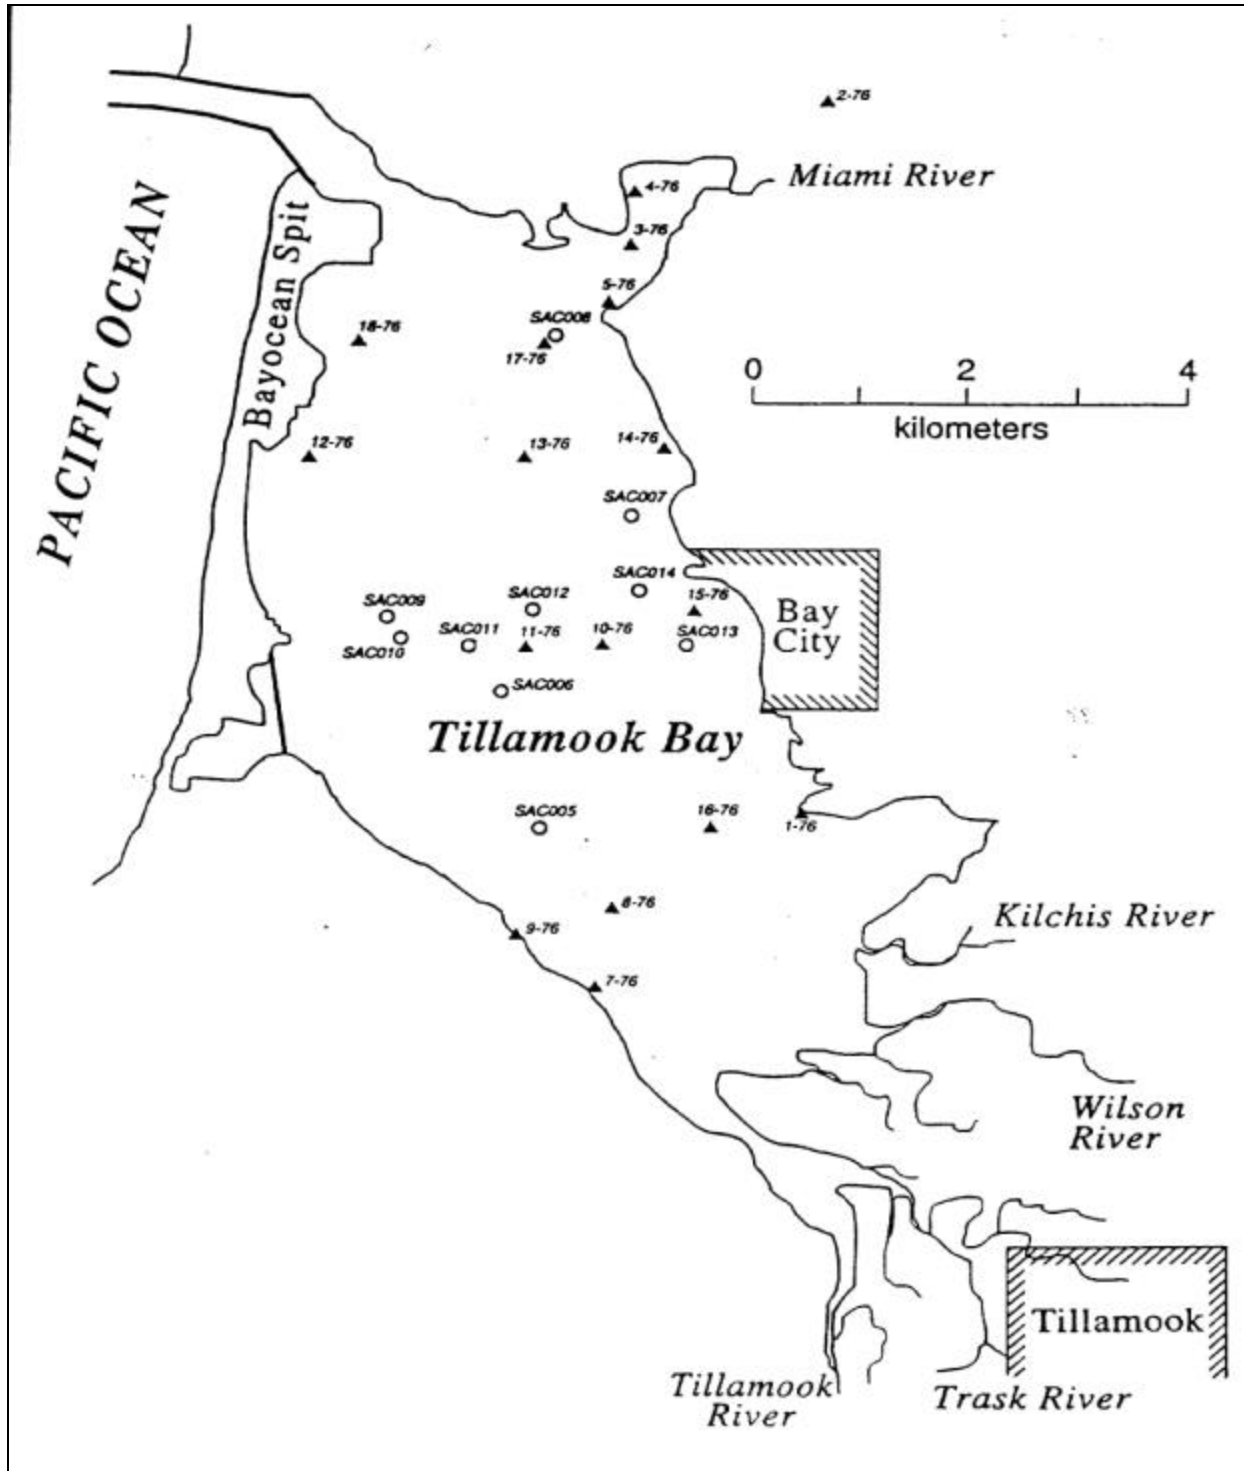 2-76
Miami River
4-76
3-76
PACIFIC OCEAN
Bayocean Spit
5-76
SAC008
18-76
17-76
0 2 4
kilometers
12-76
13-76
14-76
SAC007
SAC014
SAC009
SAC012
15-76
Bay
City
SAC010
SAC011
11-76
10-76
SAC013
SAC006
Tillamook Bay
SAC005
16-76
1-76
8-76
9-76
Kilchis River
7-76
Wilson
River
Tillamook
Tillamook
River
Trask River